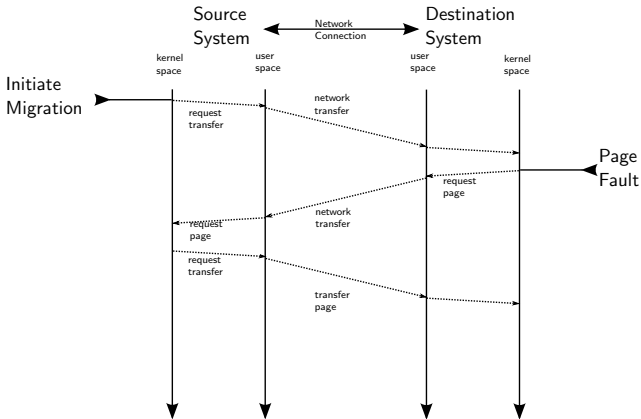 Source
System
Network
Connection
Destination
System
kernel
space
user
space
user
space
kernel
space
Initiate
Migration
request
transfer
network
transfer
Page
Fault
request
page
network
transfer
request
page
request
transfer
transfer
page